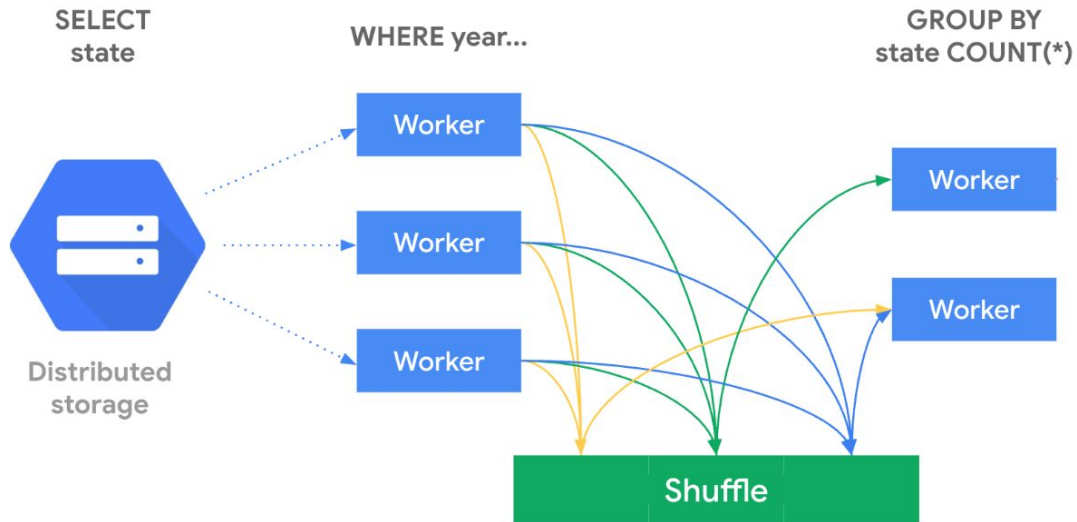 SELECT
state
WHERE year...
GROUP BY
state COUNT(*)
Worker
Worker
Worker
Worker
Worker
Distributed
storage
Shuffle